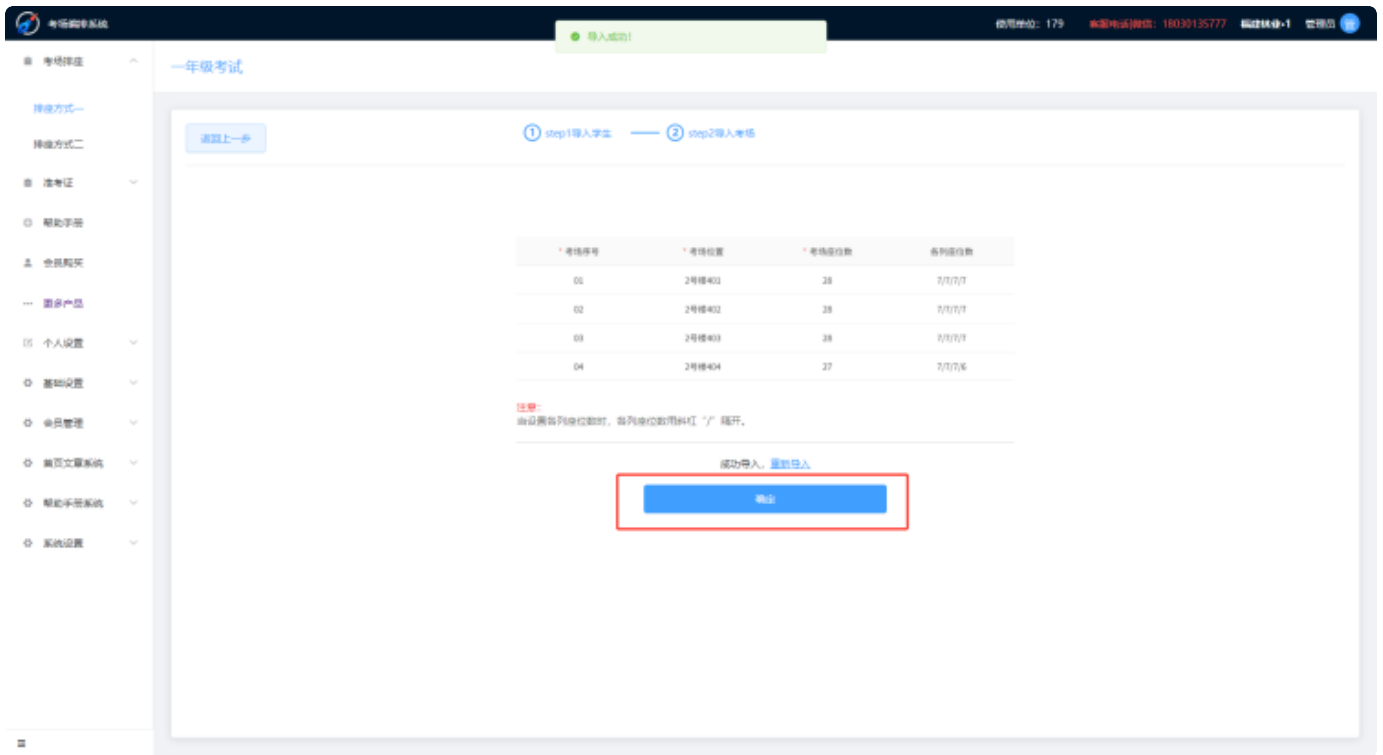 考场编排系统
导入成功!
使用单位: 179
客服电话|微信: 18030135777
管理员
考场排座
一年级考试
排座方式一
排座方式二
准考证
帮助手册
会员购买
更多产品
个人设置
基础设置
会员管理
首页文章系统
帮助手册系统
系统设置
返回上一步
1 step1导入学生
2 step2导入考场
* 考场序号 * 考场位置 * 考场座位数 各列座位数
01 2号楼401 28 7/7/7/7
02 2号楼402 28 7/7/7/7
03 2号楼403 28 7/7/7/7
04 2号楼404 27 7/7/7/6
注意:
当设置各列座位数时，各列座位数用斜杠“/”隔开。
成功导入，重新导入
确定